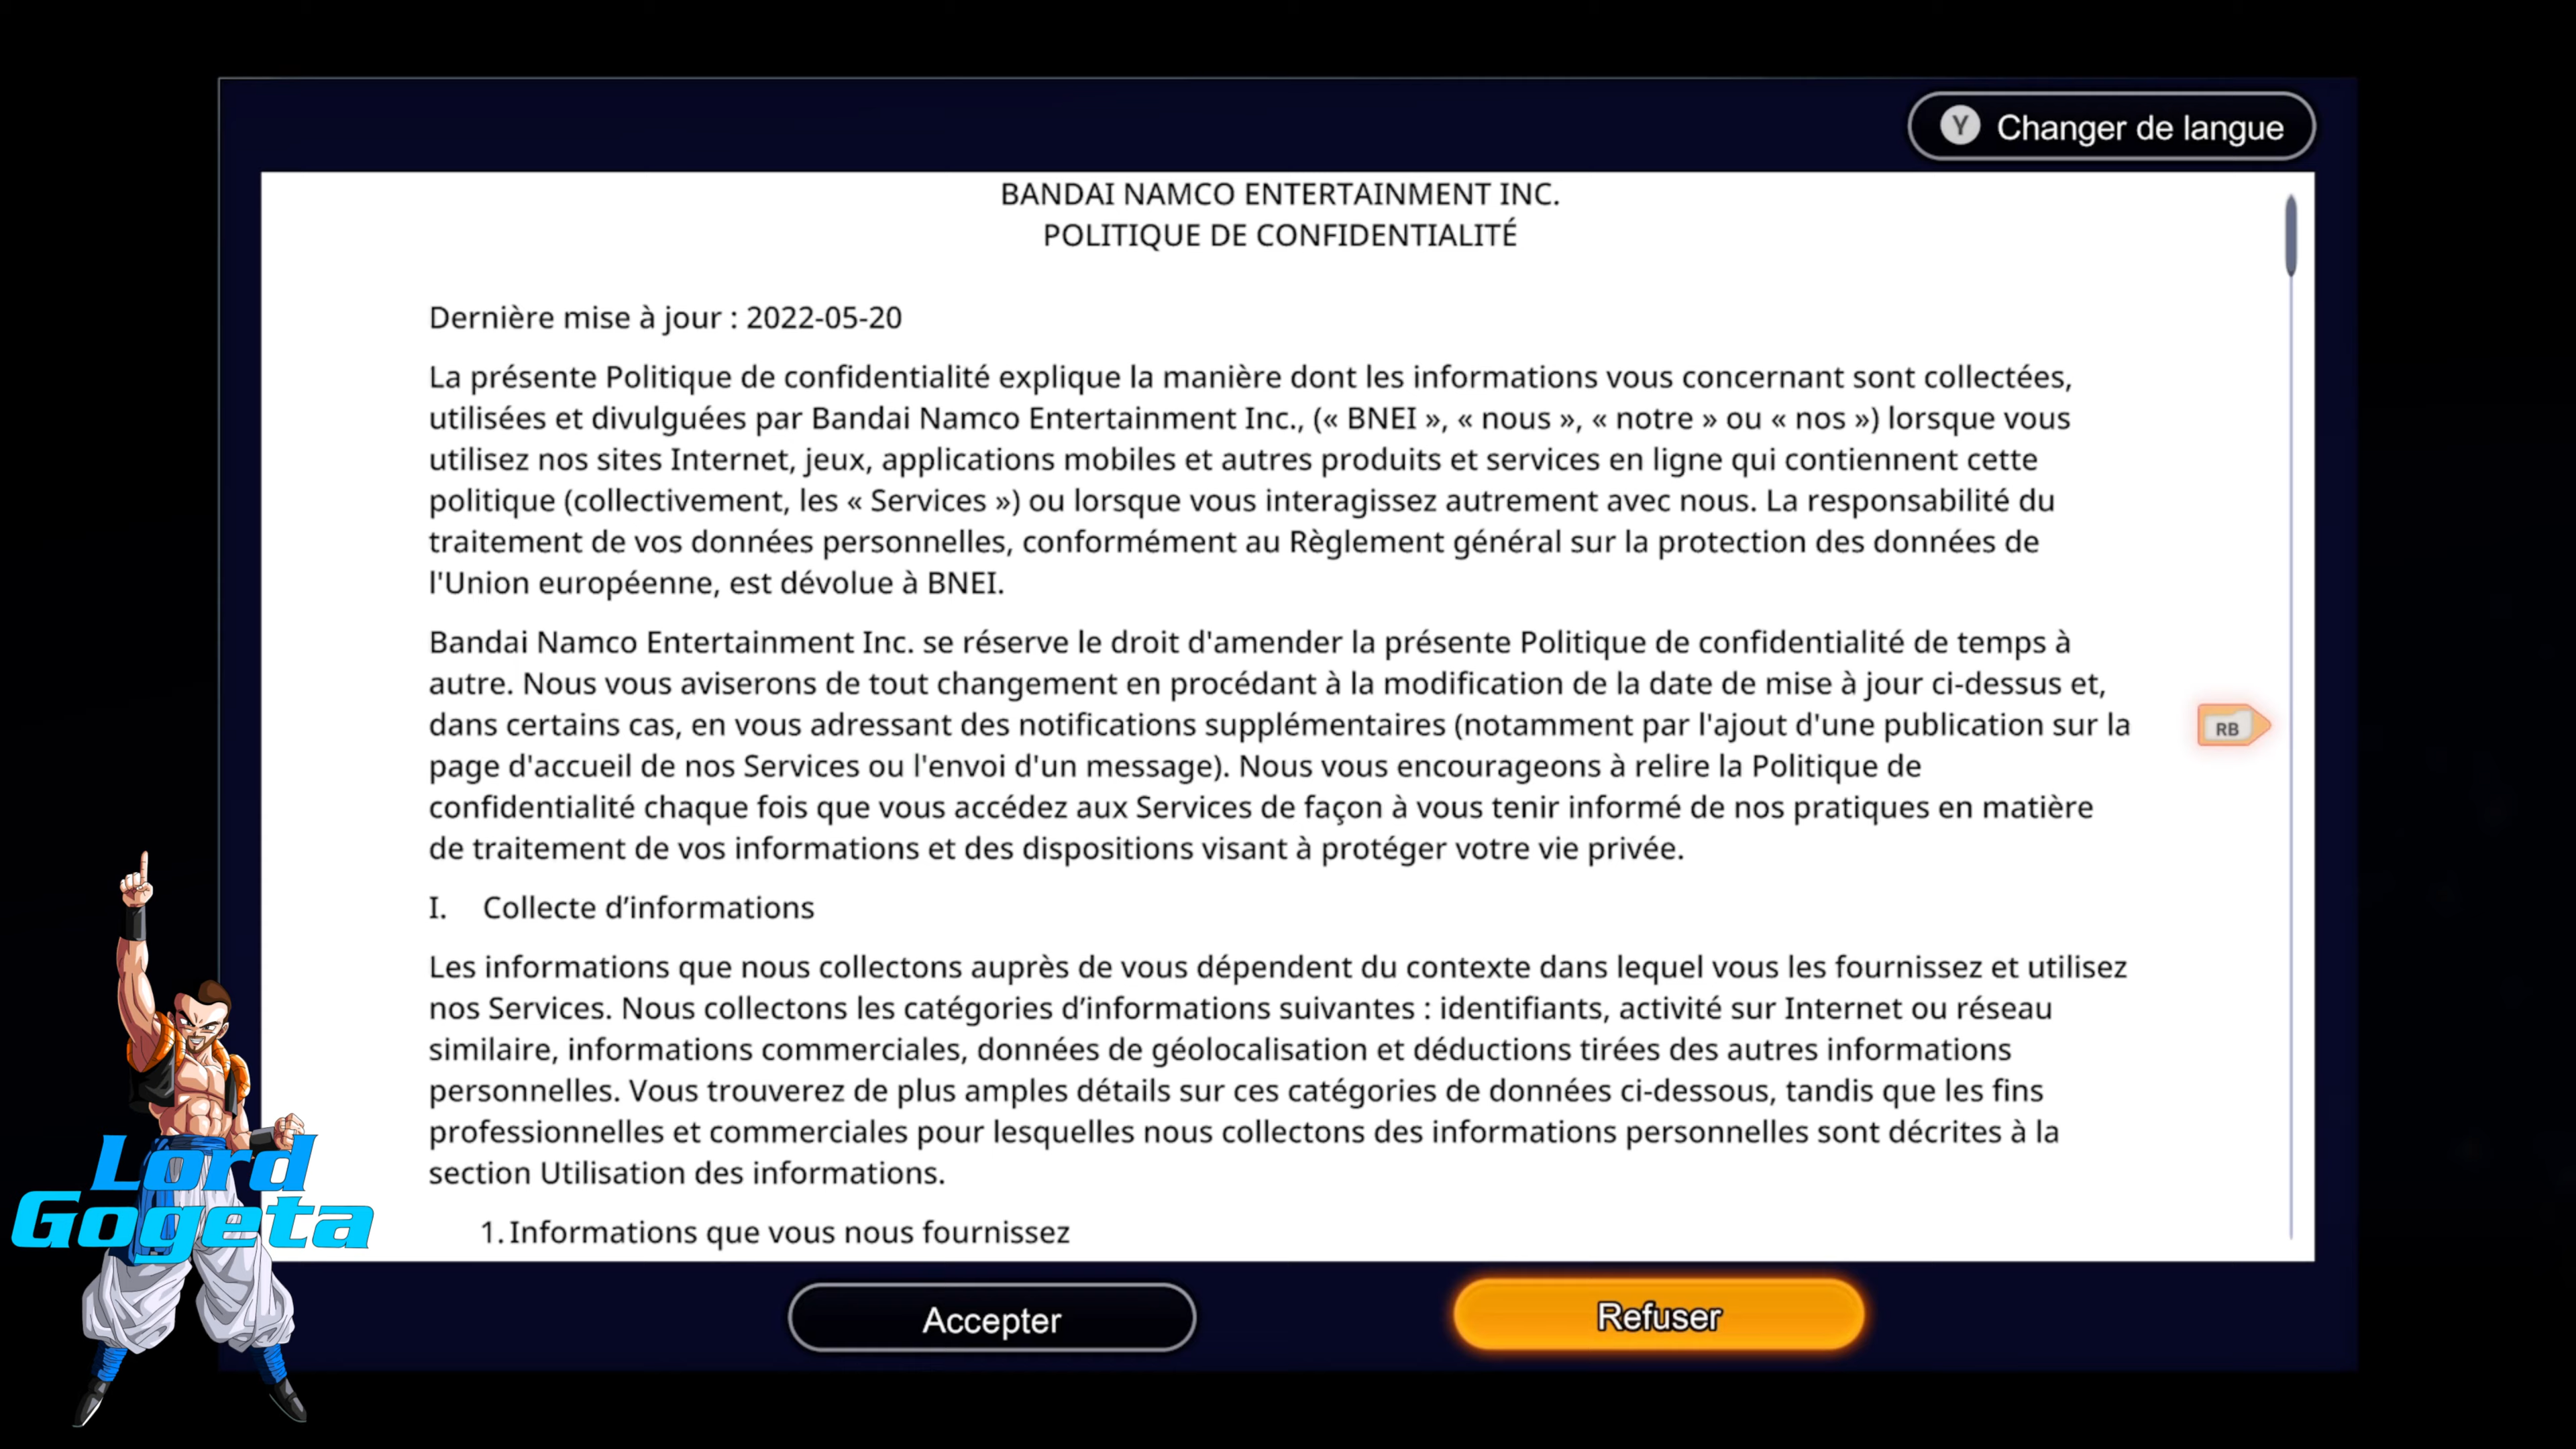 Y Changer de langue
BANDAI NAMCO ENTERTAINMENT INC.
POLITIQUE DE CONFIDENTIALITÉ
Dernière mise à jour : 2022-05-20
La présente Politique de confidentialité explique la manière dont les informations vous concernant sont collectées,
utilisées et divulguées par Bandai Namco Entertainment Inc., (« BNEI », « nous », « notre » ou « nos ») lorsque vous
utilisez nos sites Internet, jeux, applications mobiles et autres produits et services en ligne qui contiennent cette
politique (collectivement, les « Services ») ou lorsque vous interagissez autrement avec nous. La responsabilité du
traitement de vos données personnelles, conformément au Règlement général sur la protection des données de
l'Union européenne, est dévolue à BNEI.
Bandai Namco Entertainment Inc. se réserve le droit d'amender la présente Politique de confidentialité de temps à
autre. Nous vous aviserons de tout changement en procédant à la modification de la date de mise à jour ci-dessus et,
dans certains cas, en vous adressant des notifications supplémentaires (notamment par l'ajout d'une publication sur la
page d'accueil de nos Services ou l'envoi d'un message). Nous vous encourageons à relire la Politique de
confidentialité chaque fois que vous accédez aux Services de façon à vous tenir informé de nos pratiques en matière
de traitement de vos informations et des dispositions visant à protéger votre vie privée.
RB
I. Collecte d’informations
Les informations que nous collectons auprès de vous dépendent du contexte dans lequel vous les fournissez et utilisez
nos Services. Nous collectons les catégories d’informations suivantes : identifiants, activité sur Internet ou réseau
similaire, informations commerciales, données de géolocalisation et déductions tirées des autres informations
personnelles. Vous trouverez de plus amples détails sur ces catégories de données ci-dessous, tandis que les fins
professionnelles et commerciales pour lesquelles nous collectons des informations personnelles sont décrites à la
section Utilisation des informations.
1. Informations que vous nous fournissez
Accepter
Refuser
Lord
Gogeta